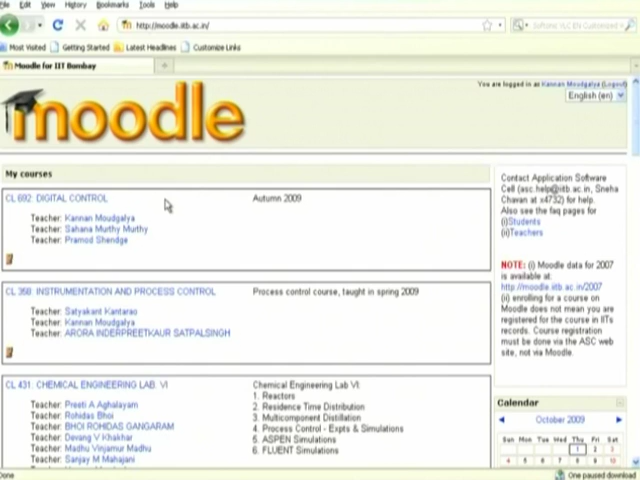 File Edit View History Bookmarks Tools Help
http://moodle.iitb.ac.in/
Most Visited Getting Started Latest Headlines Customize Links
Moodle for IIT Bombay
You are logged in as Kannan Moudgalya (Logout)
English (en)
moodle
My courses
CL 692: DIGITAL CONTROL
Autumn 2009
Teacher: Kannan Moudgalya
Teacher: Sahana Murthy Murthy
Teacher: Pramod Shendge
CL 358: INSTRUMENTATION AND PROCESS CONTROL
Process control course, taught in spring 2009
Teacher: Satyakant Kantarao
Teacher: Kannan Moudgalya
Teacher: ARORA INDERPREETKAUR SATPALSINGH
CL 431: CHEMICAL ENGINEERING LAB. VI
Chemical Engineering Lab VI:
1. Reactors
2. Residence Time Distribution
3. Multicomponent Distillation
4. Process Control - Expts & Simulations
5. ASPEN Simulations
6. FLUENT Simulations
Teacher: Preeti A Aghalayam
Teacher: Rohidas Bhoi
Teacher: BHOI ROHIDAS GANGARAM
Teacher: Devang V Khakhar
Teacher: Madhu Vinjamur Madhu
Teacher: Sanjay M Mahajani
Contact Application Software
Cell (asc.help@iitb.ac.in, Sneha
Chavan at x4732) for help.
Also see the faq pages for
(i)Students
(ii)Teachers
NOTE: (i) Moodle data for 2007
is available at:
http://moodle.iitb.ac.in/2007
(ii) enrolling for a course on
Moodle does not mean you are
registered for the course in IITs
records. Course registration
must be done via the ASC web
site, not via Moodle.
Calendar
October 2009
Sun Mon Tue Wed Thu Fri Sat
1 2 3
4 5 6 7 8 9 10
Done
One paused download